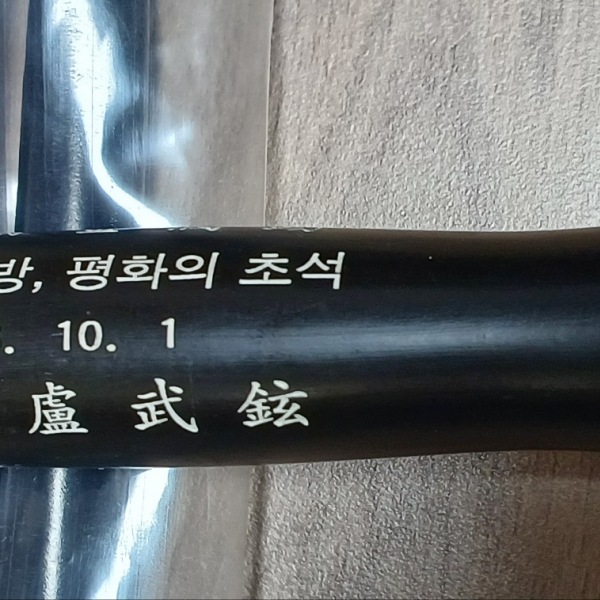 방, 평화의 초석
. 10. 1
盧 武 鉉